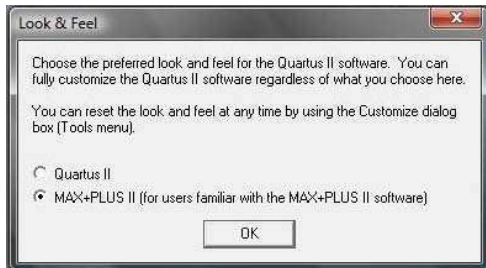 Look & Feel
Choose the preferred look and feel for the Quartus II software. You can
fully customize the Quartus II software regardless of what you choose here.
You can reset the look and feel at any time by using the Customize dialog
box (Tools menu).
Quartus II
MAX+PLUS II (for users familiar with the MAX+PLUS II software)
OK